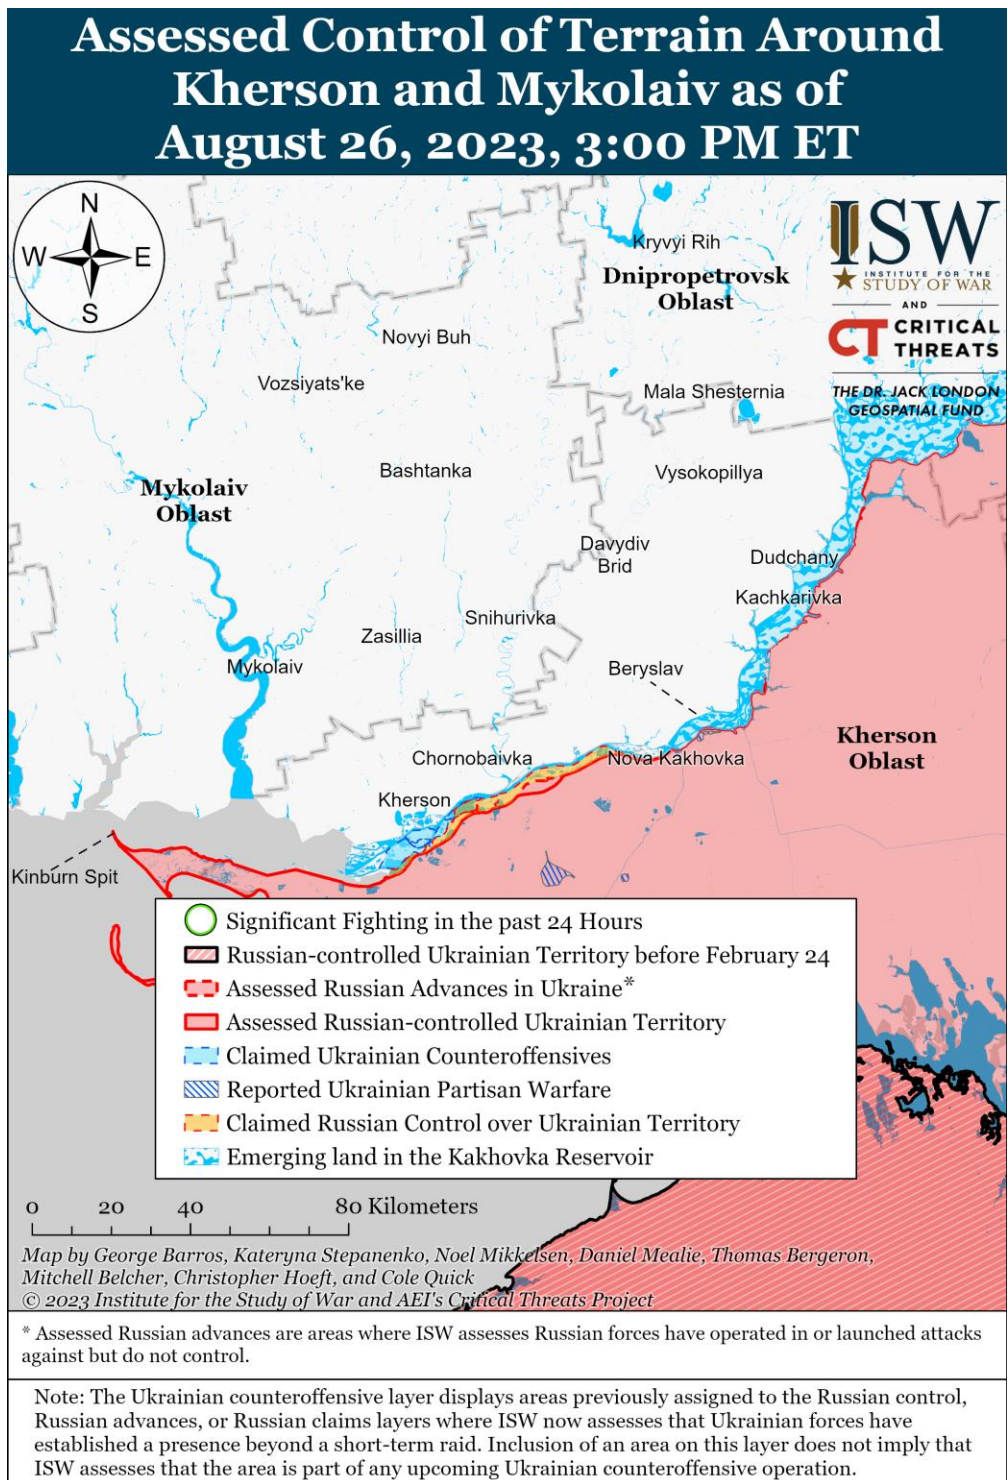 Assessed Control of Terrain Around
Kherson and Mykolaiv as of
August 26, 2023, 3:00 PM ET
N
W
E
S
ISW
INSTITUTE FOR THE
STUDY OF WAR
AND
CT CRITICAL
THREATS
THE DR. JACK LONDON
GEOSPATIAL FUND
Kryvyi Rih
Dnipropetrovsk
Oblast
Novyi Buh
Vozsiyats'ke
Mala Shesternia
Bashtanka
Vysokopillya
Mykolaiv
Oblast
Davydiv
Brid
Dudchany
Kachkarivka
Snihurivka
Zasillia
Mykolaiv
Beryslav
Kherson
Oblast
Chornobaivka
Nova Kakhovka
Kherson
Kinburn Spit
Significant Fighting in the past 24 Hours
Russian-controlled Ukrainian Territory before February 24
Assessed Russian Advances in Ukraine*
Assessed Russian-controlled Ukrainian Territory
Claimed Ukrainian Counteroffensives
Reported Ukrainian Partisan Warfare
Claimed Russian Control over Ukrainian Territory
Emerging land in the Kakhovka Reservoir
0 20 40 80 Kilometers
Map by George Barros, Kateryna Stepanenko, Noel Mikkelsen, Daniel Mealie, Thomas Bergeron,
Mitchell Belcher, Christopher Hoeft, and Cole Quick
© 2023 Institute for the Study of War and AEI's Critical Threats Project
* Assessed Russian advances are areas where ISW assesses Russian forces have operated in or launched attacks
against but do not control.
Note: The Ukrainian counteroffensive layer displays areas previously assigned to the Russian control,
Russian advances, or Russian claims layers where ISW now assesses that Ukrainian forces have
established a presence beyond a short-term raid. Inclusion of an area on this layer does not imply that
ISW assesses that the area is part of any upcoming Ukrainian counteroffensive operation.